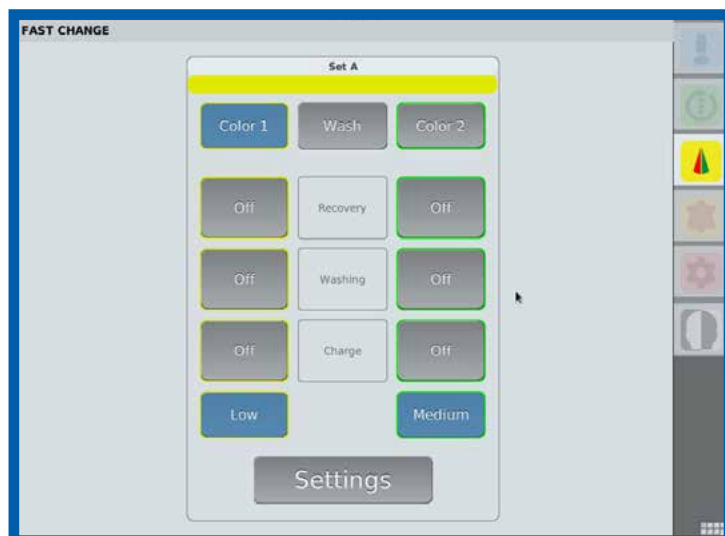 FAST CHANGE
Set A
Color 1 Wash Color 2
Off Recovery Off
Off Washing Off
Off Charge Off
Low Medium
Settings